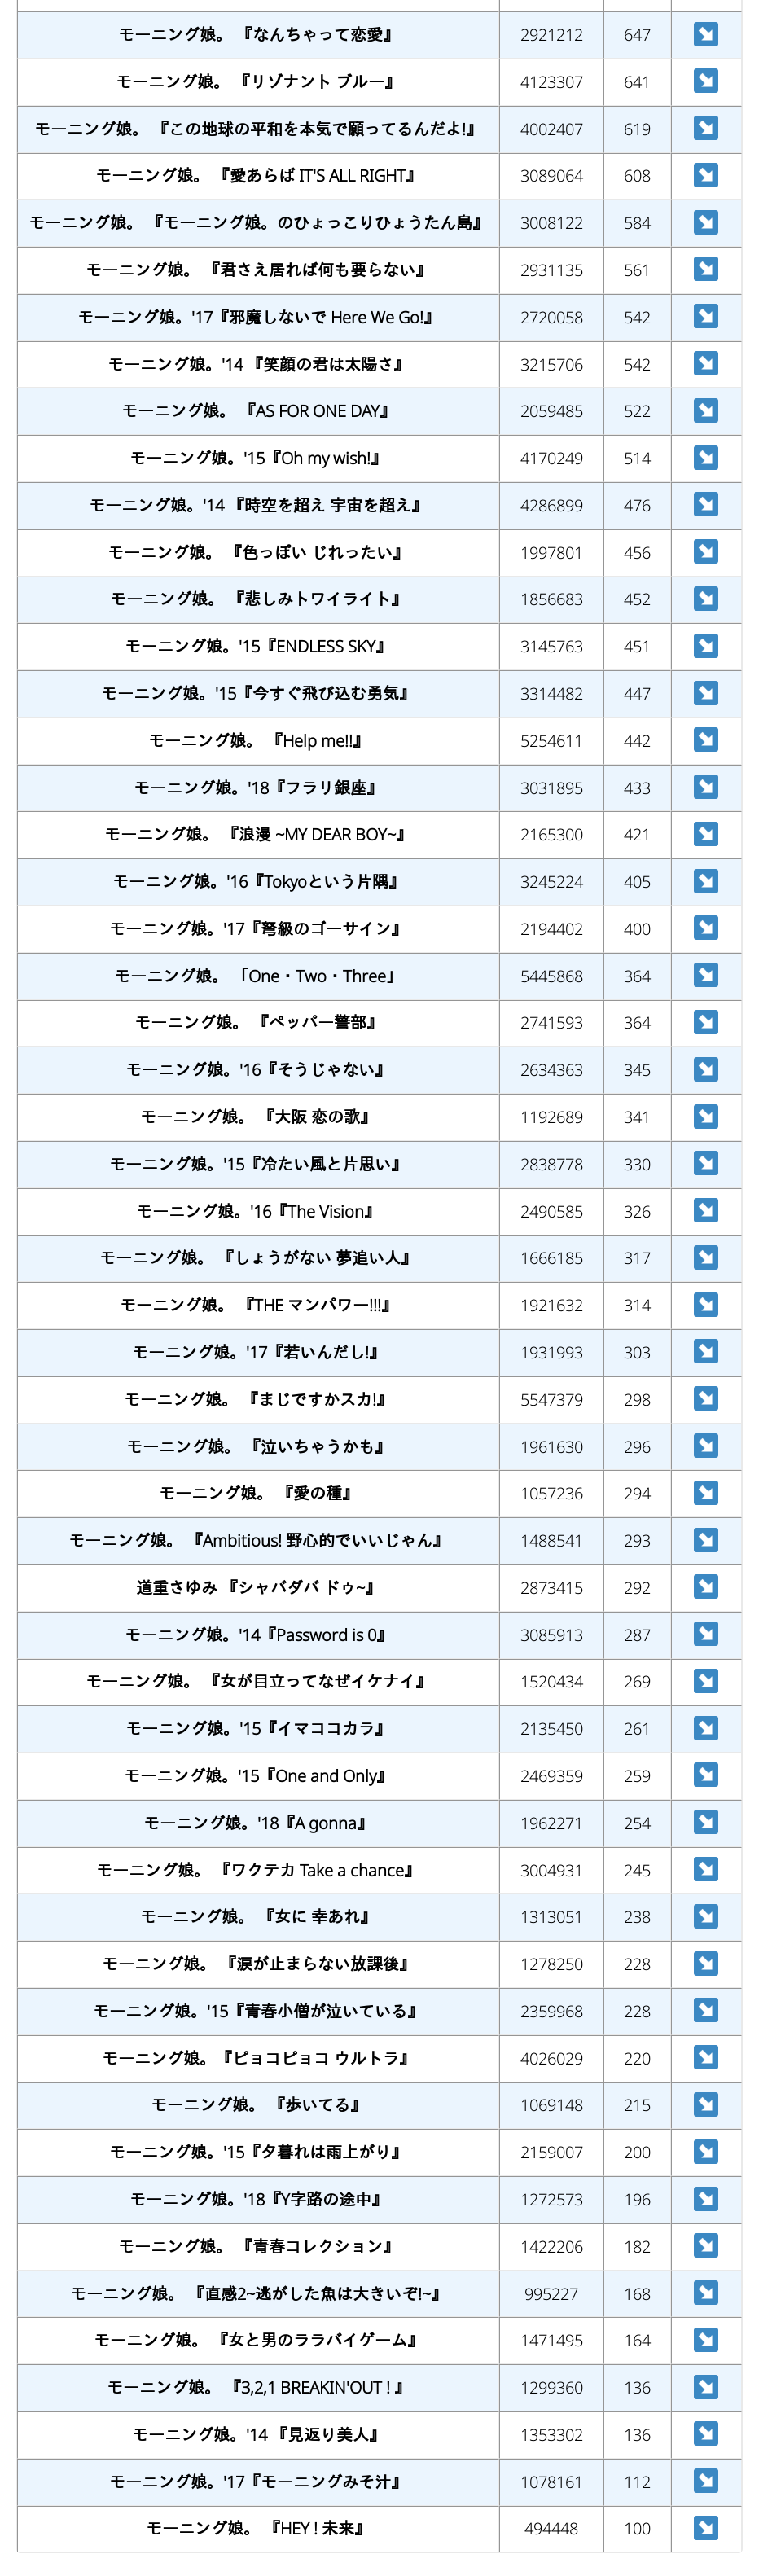 モーニング娘。 『なんちゃって恋愛』 2921212 647 ↘
モーニング娘。 『リゾナント ブルー』 4123307 641 ↘
モーニング娘。 『この地球の平和を本気で願ってるんだよ!』 4002407 619 ↘
モーニング娘。 『愛あらば IT'S ALL RIGHT』 3089064 608 ↘
モーニング娘。 『モーニング娘。のひょっこりひょうたん島』 3008122 584 ↘
モーニング娘。 『君さえ居れば何も要らない』 2931135 561 ↘
モーニング娘。'17『邪魔しないで Here We Go!』 2720058 542 ↘
モーニング娘。'14 『笑顔の君は太陽さ』 3215706 542 ↘
モーニング娘。 『AS FOR ONE DAY』 2059485 522 ↘
モーニング娘。'15『Oh my wish!』 4170249 514 ↘
モーニング娘。'14 『時空を超え 宇宙を超え』 4286899 476 ↘
モーニング娘。 『色っぽい じれったい』 1997801 456 ↘
モーニング娘。 『悲しみトワイライト』 1856683 452 ↘
モーニング娘。'15『ENDLESS SKY』 3145763 451 ↘
モーニング娘。'15『今すぐ飛び込む勇気』 3314482 447 ↘
モーニング娘。 『Help me!!』 5254611 442 ↘
モーニング娘。'18『フラリ銀座』 3031895 433 ↘
モーニング娘。 『浪漫 ~MY DEAR BOY~』 2165300 421 ↘
モーニング娘。'16『Tokyoという片隅』 3245224 405 ↘
モーニング娘。'17『弩級のゴーサイン』 2194402 400 ↘
モーニング娘。 「One・Two・Three」 5445868 364 ↘
モーニング娘。 『ペッパー警部』 2741593 364 ↘
モーニング娘。'16『そうじゃない』 2634363 345 ↘
モーニング娘。 『大阪 恋の歌』 1192689 341 ↘
モーニング娘。'15『冷たい風と片思い』 2838778 330 ↘
モーニング娘。'16『The Vision』 2490585 326 ↘
モーニング娘。 『しょうがない 夢追い人』 1666185 317 ↘
モーニング娘。 『THE マンパワー!!!』 1921632 314 ↘
モーニング娘。'17『若いんだし!』 1931993 303 ↘
モーニング娘。 『まじですかスカ!』 5547379 298 ↘
モーニング娘。 『泣いちゃうかも』 1961630 296 ↘
モーニング娘。 『愛の種』 1057236 294 ↘
モーニング娘。 『Ambitious! 野心的でいいじゃん』 1488541 293 ↘
道重さゆみ 『シャバダバ ドゥ~』 2873415 292 ↘
モーニング娘。'14『Password is 0』 3085913 287 ↘
モーニング娘。 『女が目立ってなぜイケナイ』 1520434 269 ↘
モーニング娘。'15『イマココカラ』 2135450 261 ↘
モーニング娘。'15『One and Only』 2469359 259 ↘
モーニング娘。'18『A gonna』 1962271 254 ↘
モーニング娘。 『ワクテカ Take a chance』 3004931 245 ↘
モーニング娘。 『女に 幸あれ』 1313051 238 ↘
モーニング娘。 『涙が止まらない放課後』 1278250 228 ↘
モーニング娘。'15『青春小僧が泣いている』 2359968 228 ↘
モーニング娘。『ピョコピョコ ウルトラ』 4026029 220 ↘
モーニング娘。 『歩いてる』 1069148 215 ↘
モーニング娘。'15『夕暮れは雨上がり』 2159007 200 ↘
モーニング娘。'18『Y字路の途中』 1272573 196 ↘
モーニング娘。 『青春コレクション』 1422206 182 ↘
モーニング娘。 『直感2~逃がした魚は大きいぞ!~』 995227 168 ↘
モーニング娘。 『女と男のララバイゲーム』 1471495 164 ↘
モーニング娘。 『3,2,1 BREAKIN'OUT ! 』 1299360 136 ↘
モーニング娘。'14 『見返り美人』 1353302 136 ↘
モーニング娘。'17『モーニングみそ汁』 1078161 112 ↘
モーニング娘。 『HEY ! 未来』 494448 100 ↘